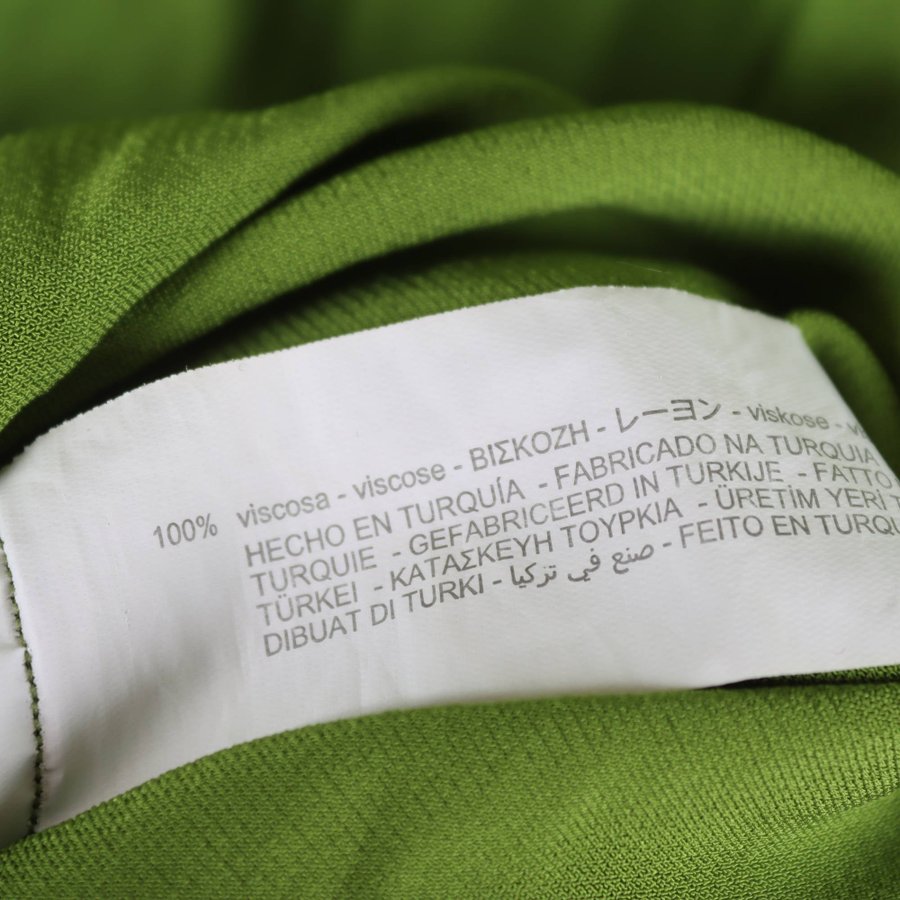 100% viscosa - viscose - ΒΙΣΚΟΖΗ - レーヨン - viskose -
HECHO EN TURQUÍA - FABRICADO NA TURQUIA
TURQUIE - GEFABRICEERD IN TURKIJE - FATTO
TÜRKEI - ΚΑΤΑΣΚΕΥΗ ΤΟΥΡΚΙΑ - ÜRETİM YERİ
DIBUAT DI TURKI - صنع في تركيا - FEITO EN